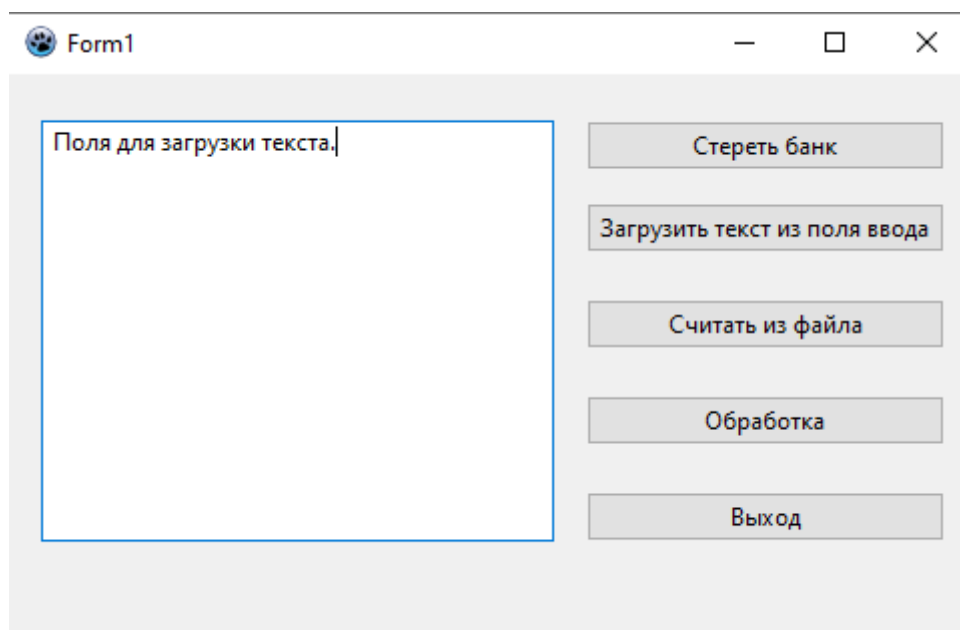 Form1
Поля для загрузки текста.
Стереть банк
Загрузить текст из поля ввода
Считать из файла
Обработка
Выход